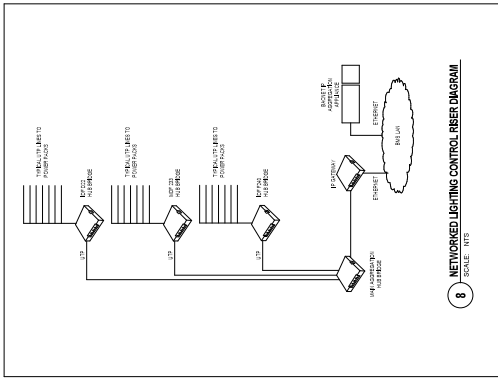 TYPICAL UTP LINES TO
POWER PACKS
HUB BRIDGE
UTP
TYPICAL UTP LINES TO
POWER PACKS
HUB BRIDGE
UTP
TYPICAL UTP LINES TO
POWER PACKS
HUB BRIDGE
UTP
MAIN AGGREGATION
HUB BRIDGE
IP GATEWAY
ETHERNET
BACNET IP
AGGREGATION
APPLIANCE
ETHERNET
BMS LAN
8
NETWORKED LIGHTING CONTROL RISER DIAGRAM
SCALE: NTS